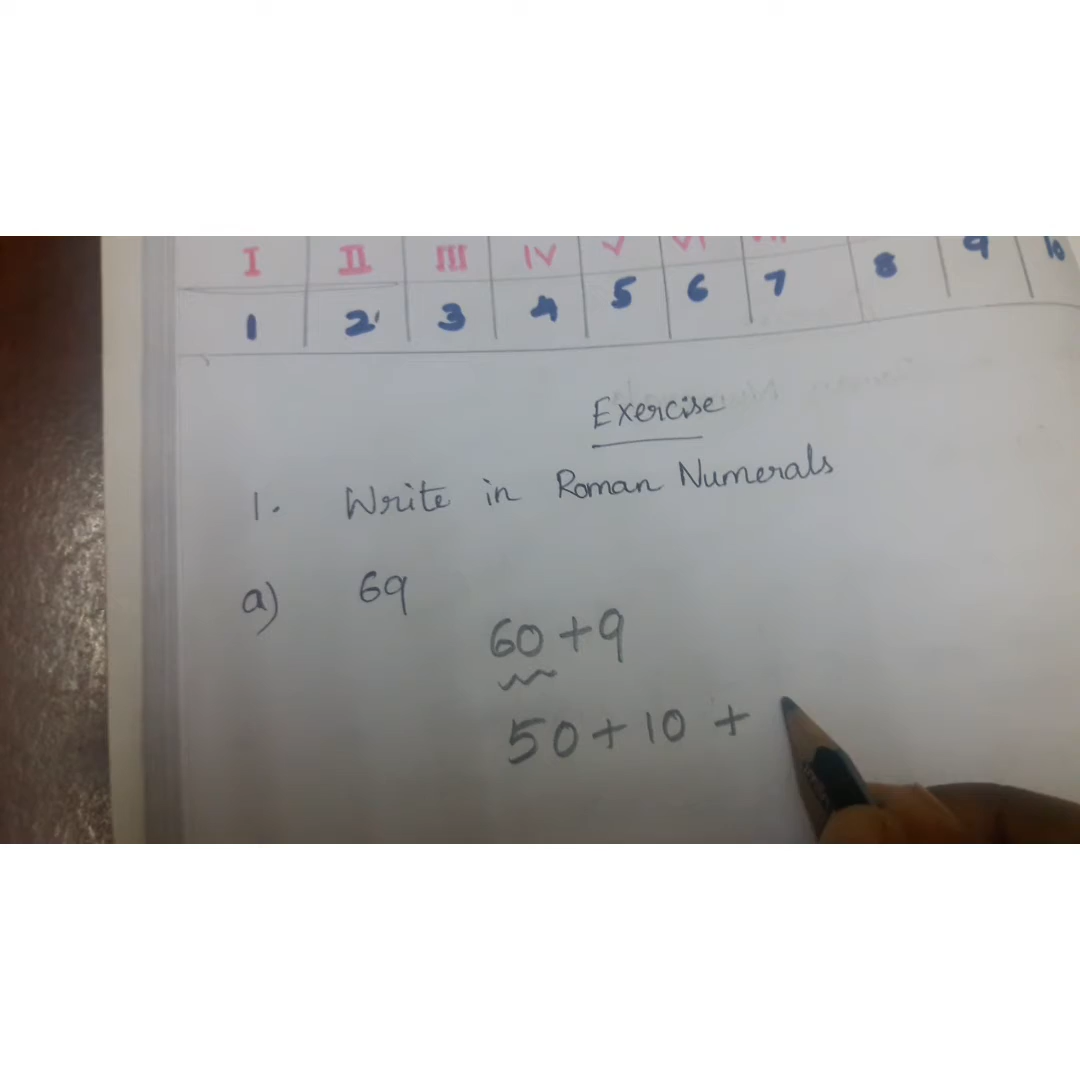 I II III IV V VI
1 2 3 4 5 6 7 8 9 10
Exercise
1. Write in Roman Numerals
a) 69
60 + 9
50 + 10 +